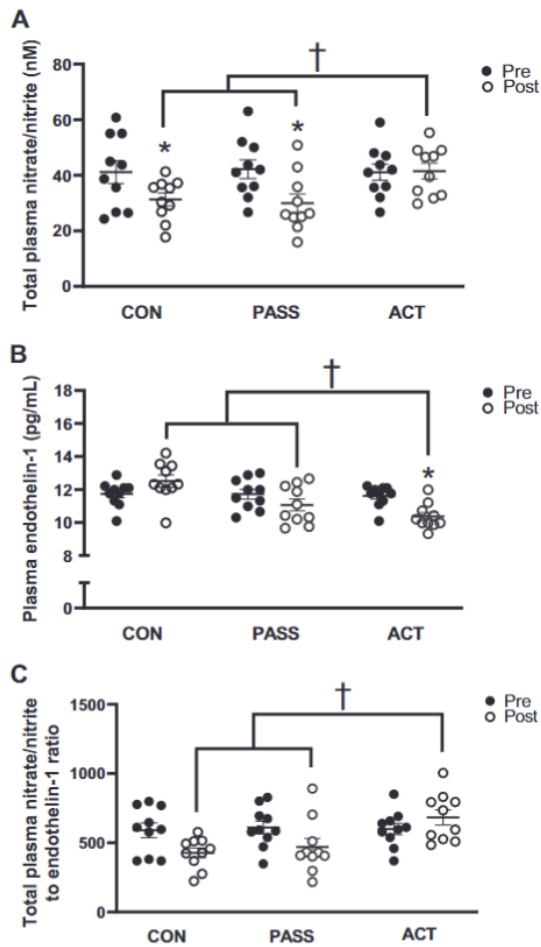 A
Total plasma nitrate/nitrite (nM)
80
60
40
20
0
†
*
*
Pre
Post
CON PASS ACT
B
Plasma endothelin-1 (pg/mL)
18
16
14
12
10
8
0
†
*
Pre
Post
CON PASS ACT
C
Total plasma nitrate/nitrite
to endothelin-1 ratio
1500
1000
500
0
†
Pre
Post
CON PASS ACT